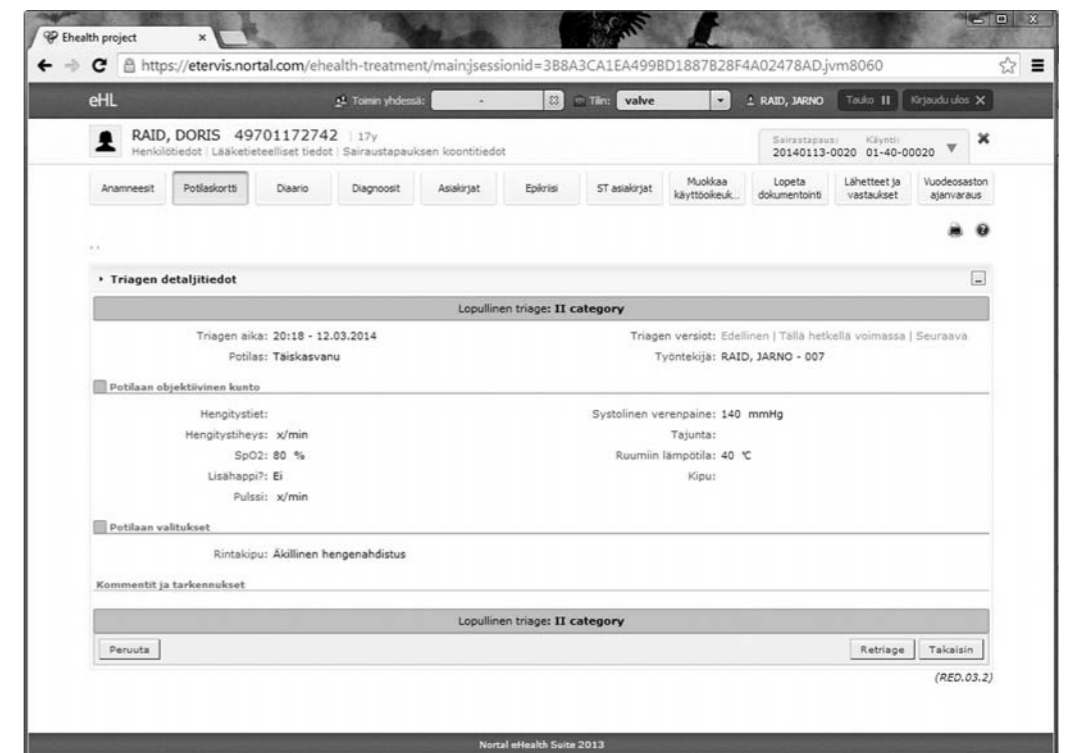 Ehealth project
https://etervis.nortal.com/ehealth-treatment/main;jsessionid=3B8A3CA1EA499BD1887B28F4A02478AD.jvm8060
eHL Toimin yhdessä: - Tilin: valve RAID, JARNO Tauko Kirjaudu ulos X
RAID, DORIS 49701172742 | 17y
Henkilötiedot | Lääketieteelliset tiedot | Sairaustapauksen koontitiedot
Sairastapaus: Käynti:
20140113-0020 01-40-00020
Anamneesit Potilaskortti Diaario Diagnoosit Asiakirjat Epikriisi ST asiakirjat Muokkaa käyttöoikeuk... Lopeta dokumentointi Lähetteet ja vastaukset Vuodeosaston ajanvaraus
Triagen detaljitiedot
Lopullinen triage: II category
Triagen aika: 20:18 - 12.03.2014 Triagen versiot: Edellinen | Tällä hetkellä voimassa | Seuraava
Potilas: Täiskasvanu Työntekijä: RAID, JARNO - 007
Potilaan objektiivinen kunto
Hengitystiet: Systolinen verenpaine: 140 mmHg
Hengitystiheys: x/min Tajunta:
SpO2: 80 % Ruumiin lämpötila: 40 ℃
Lisähappi?: Ei Kipu:
Pulssi: x/min
Potilaan valitukset
Rintakipu: Äkillinen hengenahdistus
Kommentit ja tarkennukset
Lopullinen triage: II category
Peruuta Retriage Takaisin
(RED.03.2)
Nortal eHealth Suite 2013